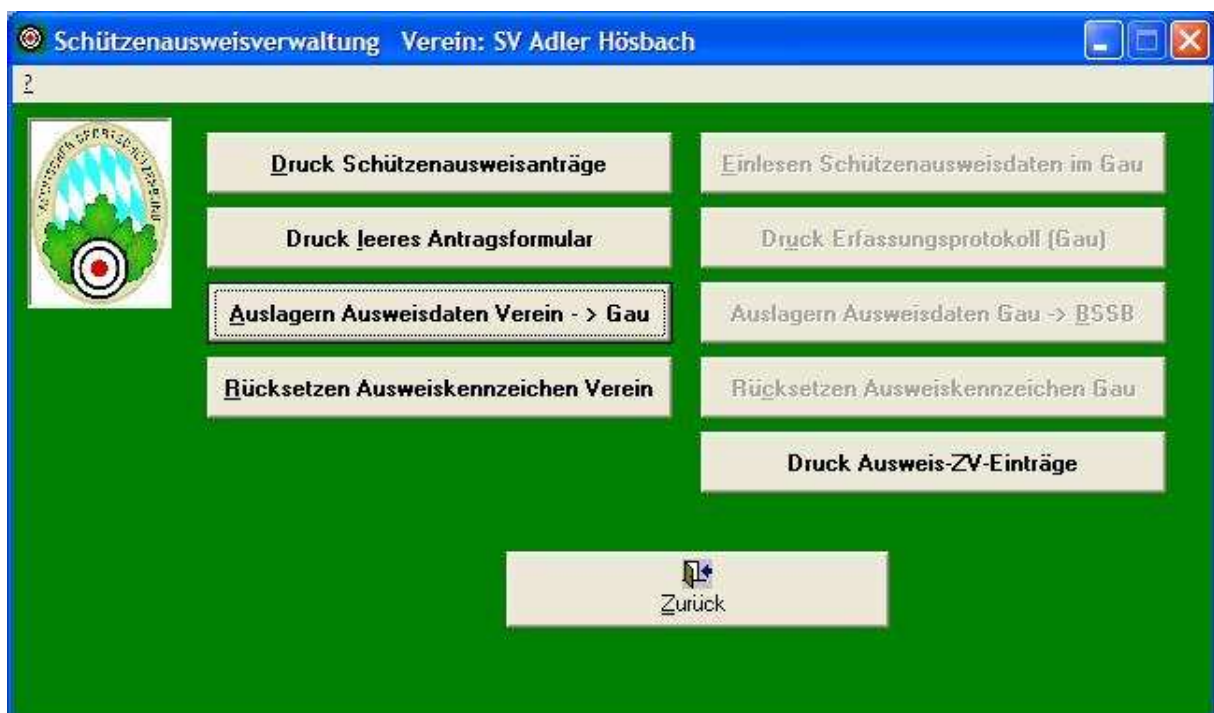 Schützenausweisverwaltung Verein: SV Adler Hösbach
?
Druck Schützenausweisanträge
Einlesen Schützenausweisdaten im Gau
Druck leeres Antragsformular
Druck Erfassungsprotokoll (Gau)
Auslagern Ausweisdaten Verein - > Gau
Auslagern Ausweisdaten Gau -> BSSB
Rücksetzen Ausweiskennzeichen Verein
Rücksetzen Ausweiskennzeichen Gau
Druck Ausweis-ZV-Einträge
Zurück